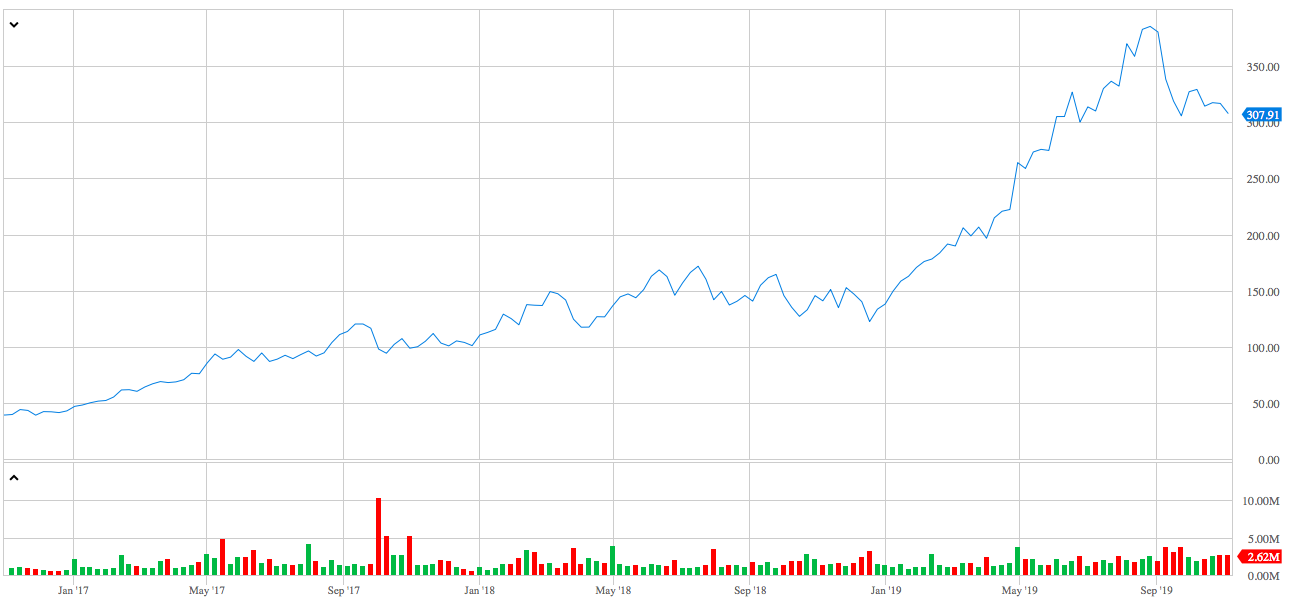 350.00
307.91
300.00
250.00
200.00
150.00
100.00
50.00
0.00
10.00M
5.00M
2.62M
0.00M
Jan '17 May '17 Sep '17 Jan '18 May '18 Sep '18 Jan '19 May '19 Sep '19